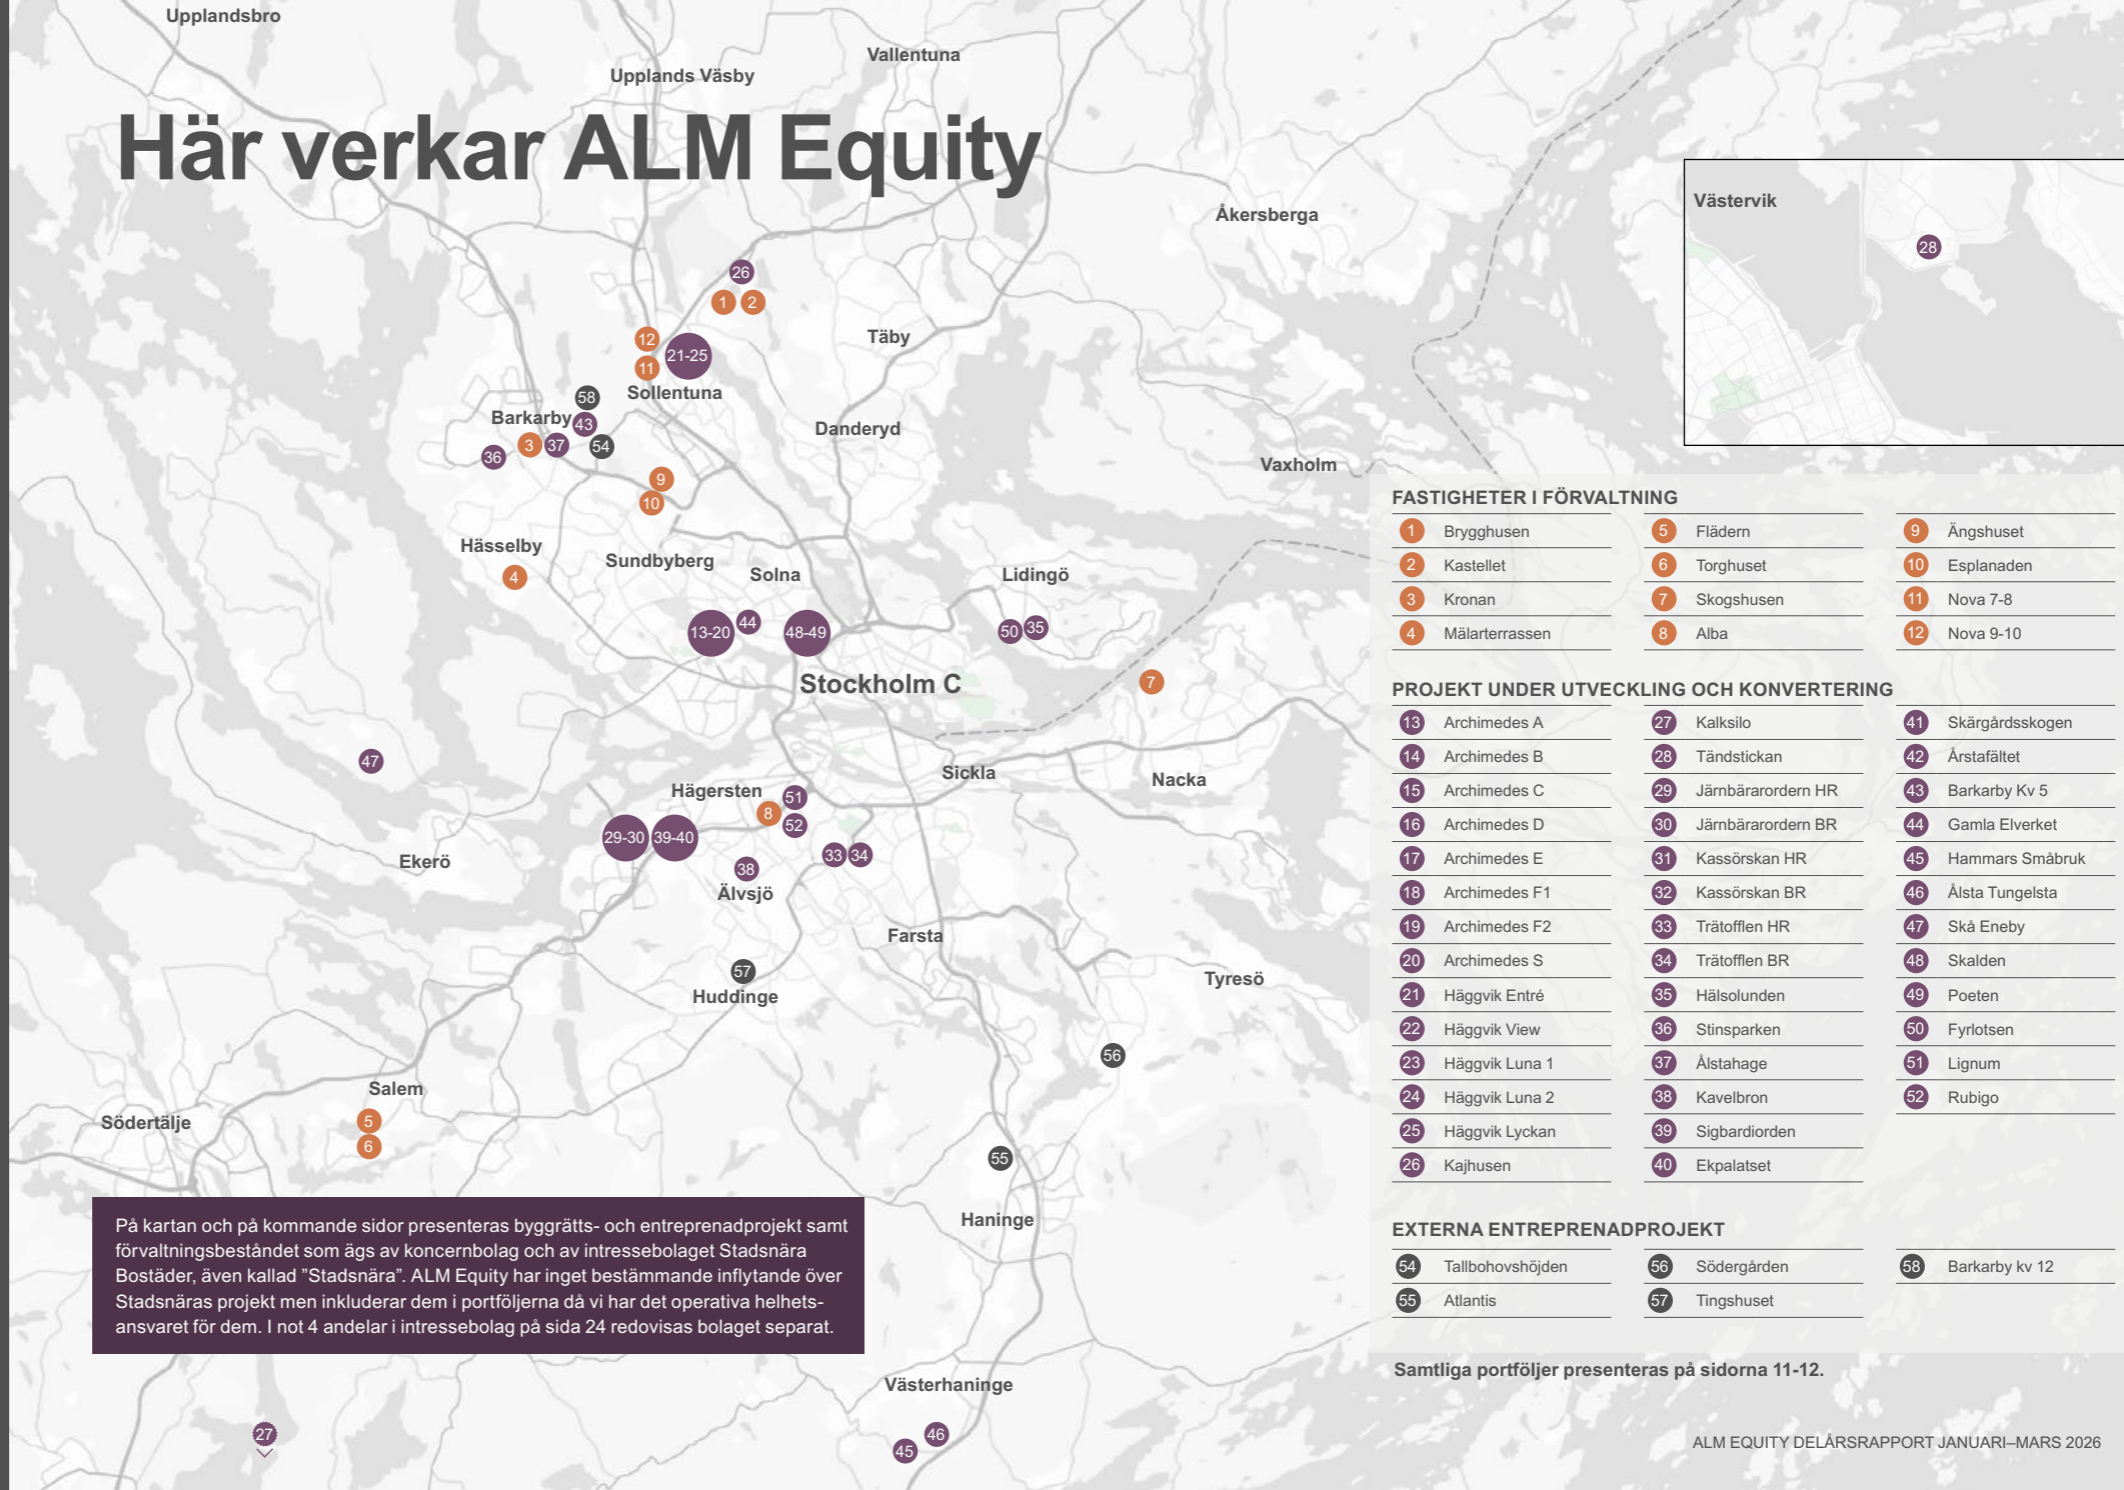 Upplandsbro
Vallentuna
Upplands Väsby
Här verkar ALM Equity
Västervik
28
Åkersberga
26
1 2
12
21-25
11
Täby
Sollentuna
58
Barkarby
43
Danderyd
3 37 54
36
Vaxholm
9
10
Hässelby
Sundbyberg
Solna
Lidingö
4
13-20
44
48-49
50 35
Stockholm C
7
47
Sickla
Nacka
Hägersten
51
8
52
29-30 39-40
33 34
Ekerö
38
Älvsjö
Farsta
57
Huddinge
Tyresö
56
Salem
Södertälje
5
6
55
Haninge
Västerhaninge
27
46
45
FASTIGHETER I FÖRVALTNING
1 Brygghusen
2 Kastellet
3 Kronan
4 Mälarterrassen
5 Flädern
6 Torghuset
7 Skogshusen
8 Alba
9 Ängshuset
10 Esplanaden
11 Nova 7-8
12 Nova 9-10
PROJEKT UNDER UTVECKLING OCH KONVERTERING
13 Archimedes A
14 Archimedes B
15 Archimedes C
16 Archimedes D
17 Archimedes E
18 Archimedes F1
19 Archimedes F2
20 Archimedes S
21 Häggvik Entré
22 Häggvik View
23 Häggvik Luna 1
24 Häggvik Luna 2
25 Häggvik Lyckan
26 Kajhusen
27 Kalksilo
28 Tändstickan
29 Järnbärarordern HR
30 Järnbärarordern BR
31 Kassörskan HR
32 Kassörskan BR
33 Trätofflen HR
34 Trätofflen BR
35 Hälsolunden
36 Stinsparken
37 Ålstahage
38 Kavelbron
39 Sigbardiorden
40 Ekpalatset
41 Skärgårdsskogen
42 Årstafältet
43 Barkarby Kv 5
44 Gamla Elverket
45 Hammars Småbruk
46 Ålsta Tungelsta
47 Skå Eneby
48 Skalden
49 Poeten
50 Fyrlotsen
51 Lignum
52 Rubigo
EXTERNA ENTREPRENADPROJEKT
54 Tallbohovshöjden
55 Atlantis
56 Södergården
57 Tingshuset
58 Barkarby kv 12
På kartan och på kommande sidor presenteras byggrätts- och entreprenadprojekt samt
förvaltningsbeståndet som ägs av koncernbolag och av intressebolaget Stadsnära
Bostäder, även kallad ”Stadsnära”. ALM Equity har inget bestämmande inflytande över
Stadsnäras projekt men inkluderar dem i portföljerna då vi har det operativa helhets-
ansvaret för dem. I not 4 andelar i intressebolag på sida 24 redovisas bolaget separat.
Samtliga portföljer presenteras på sidorna 11-12.
ALM EQUITY DELÅRSRAPPORT JANUARI–MARS 2026